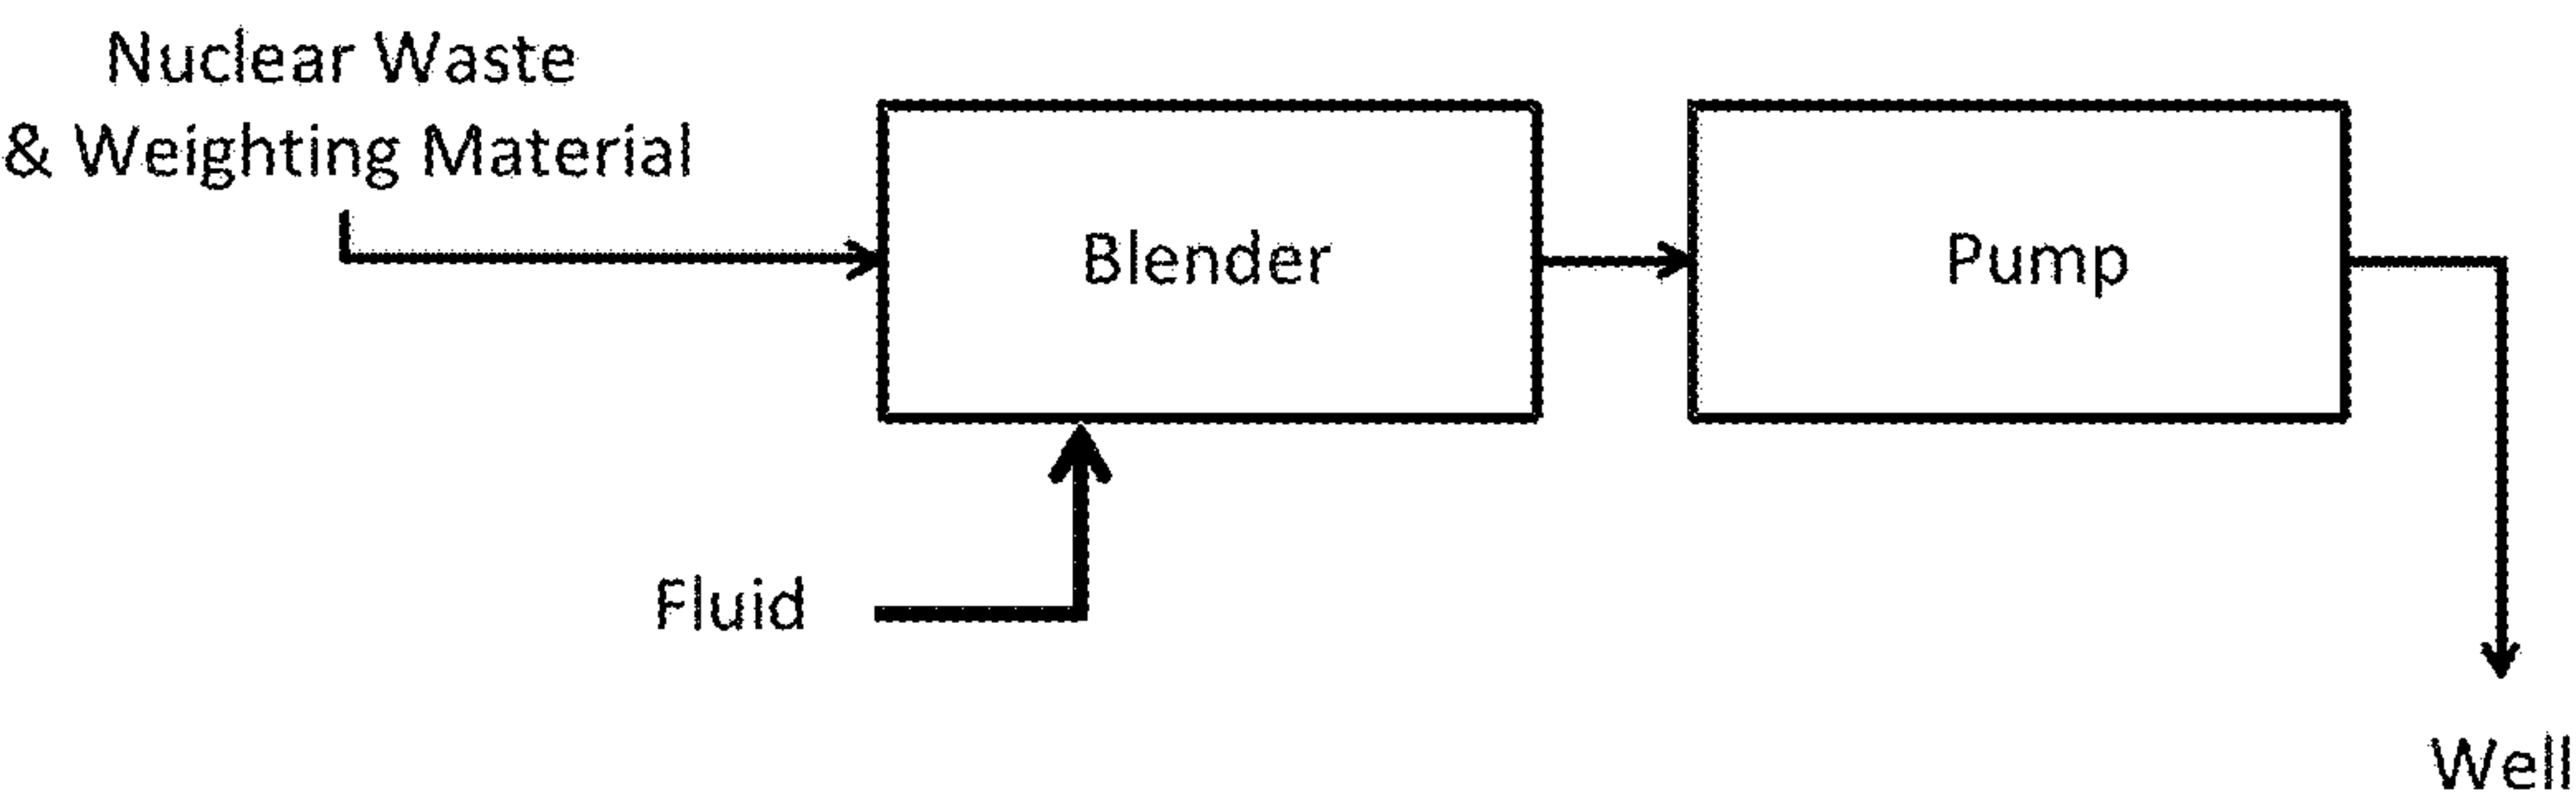 Nuclear Waste
& Weighting Material
Blender
Pump
Fluid
Well